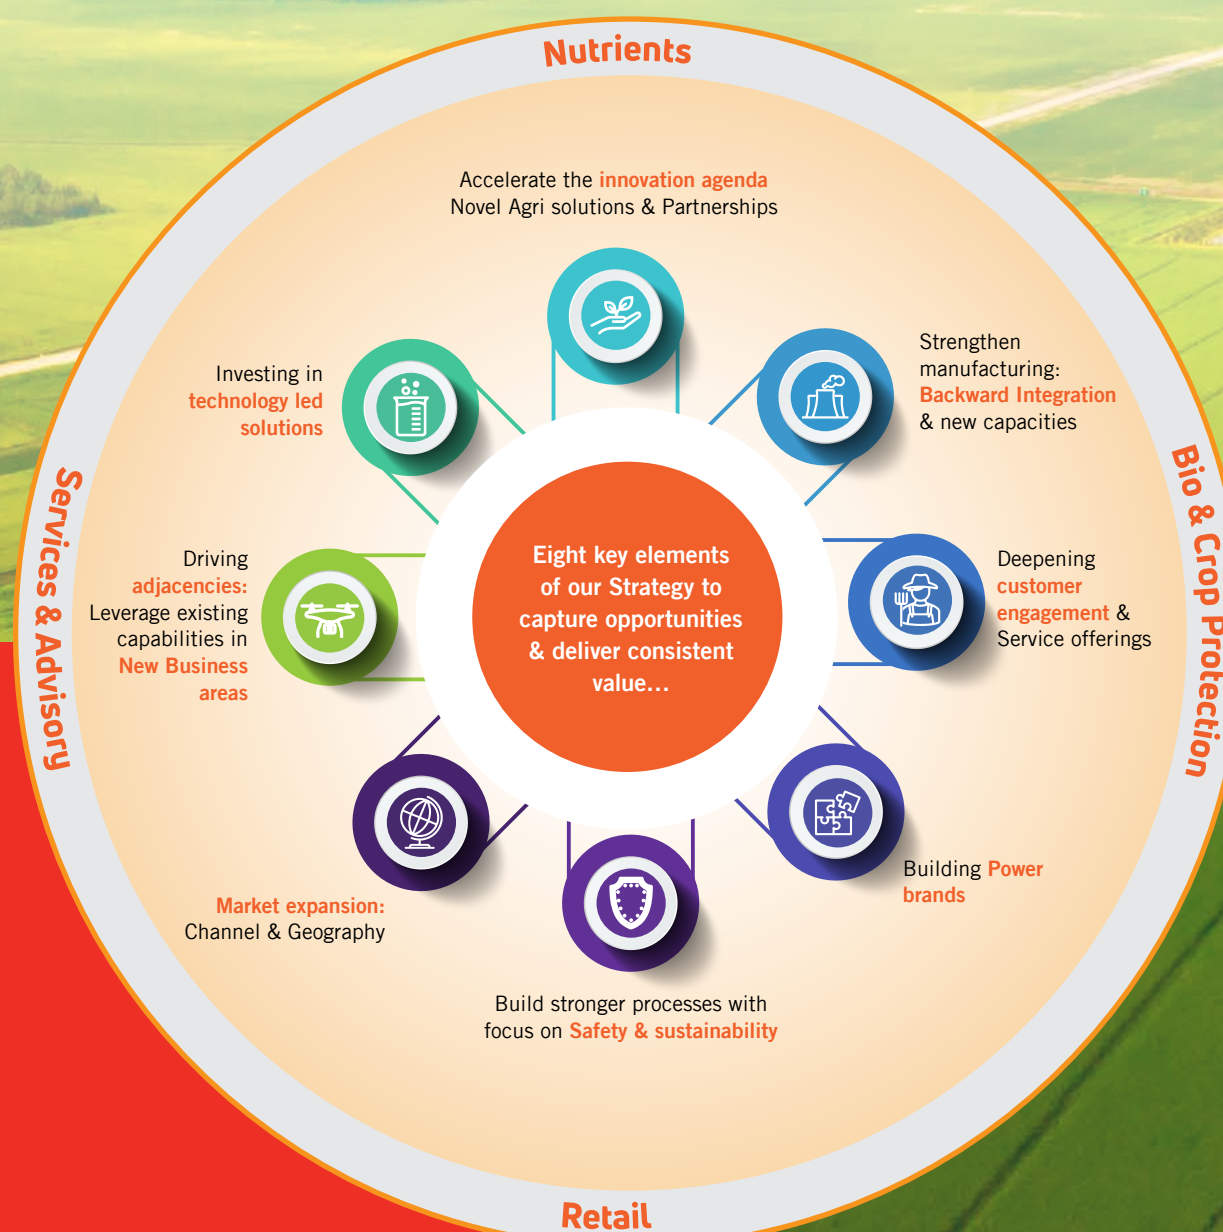 Nutrients
Accelerate the innovation agenda
Novel Agri solutions & Partnerships
Strengthen
manufacturing:
Backward Integration
& new capacities
Investing in
technology led
solutions
Bio & Crop Protection
Services & Advisory
Eight key elements
of our Strategy to
capture opportunities
& deliver consistent
value...
Deepening
customer
engagement &
Service offerings
Driving
adjacencies:
Leverage existing
capabilities in
New Business
areas
Building Power
brands
Market expansion:
Channel & Geography
Build stronger processes with
focus on Safety & sustainability
Retail